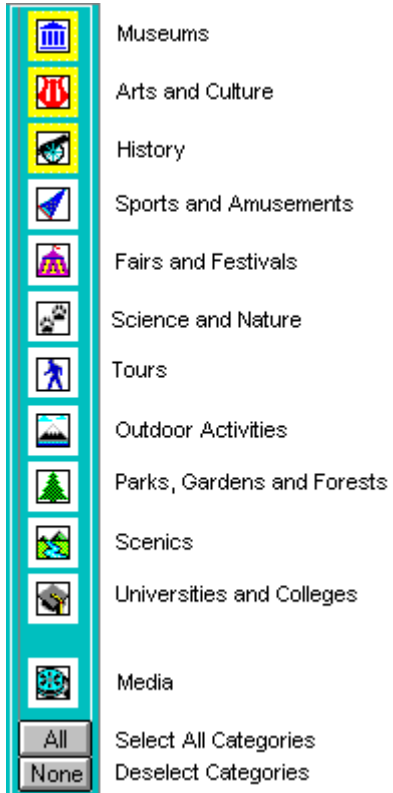 Museums
Arts and Culture
History
Sports and Amusements
Fairs and Festivals
Science and Nature
Tours
Outdoor Activities
Parks, Gardens and Forests
Scenics
Universities and Colleges
Media
All Select All Categories
None Deselect Categories